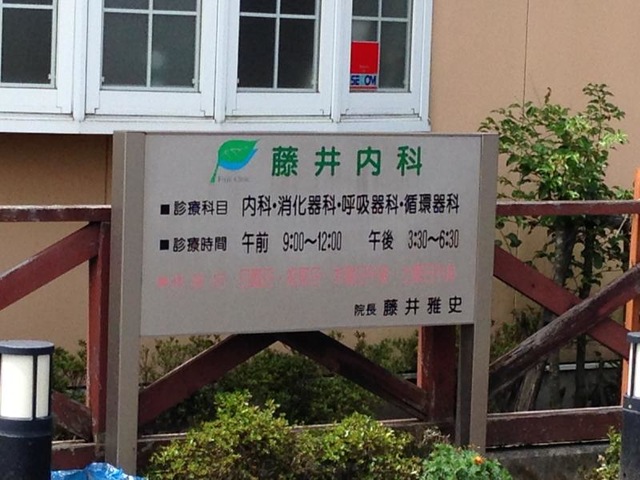 SECOM
藤井内科
■診療科目 内科・消化器科・呼吸器科・循環器科
■診療時間 午前 9:00～12:00 午後 3:30～6:30
院長 藤井雅史